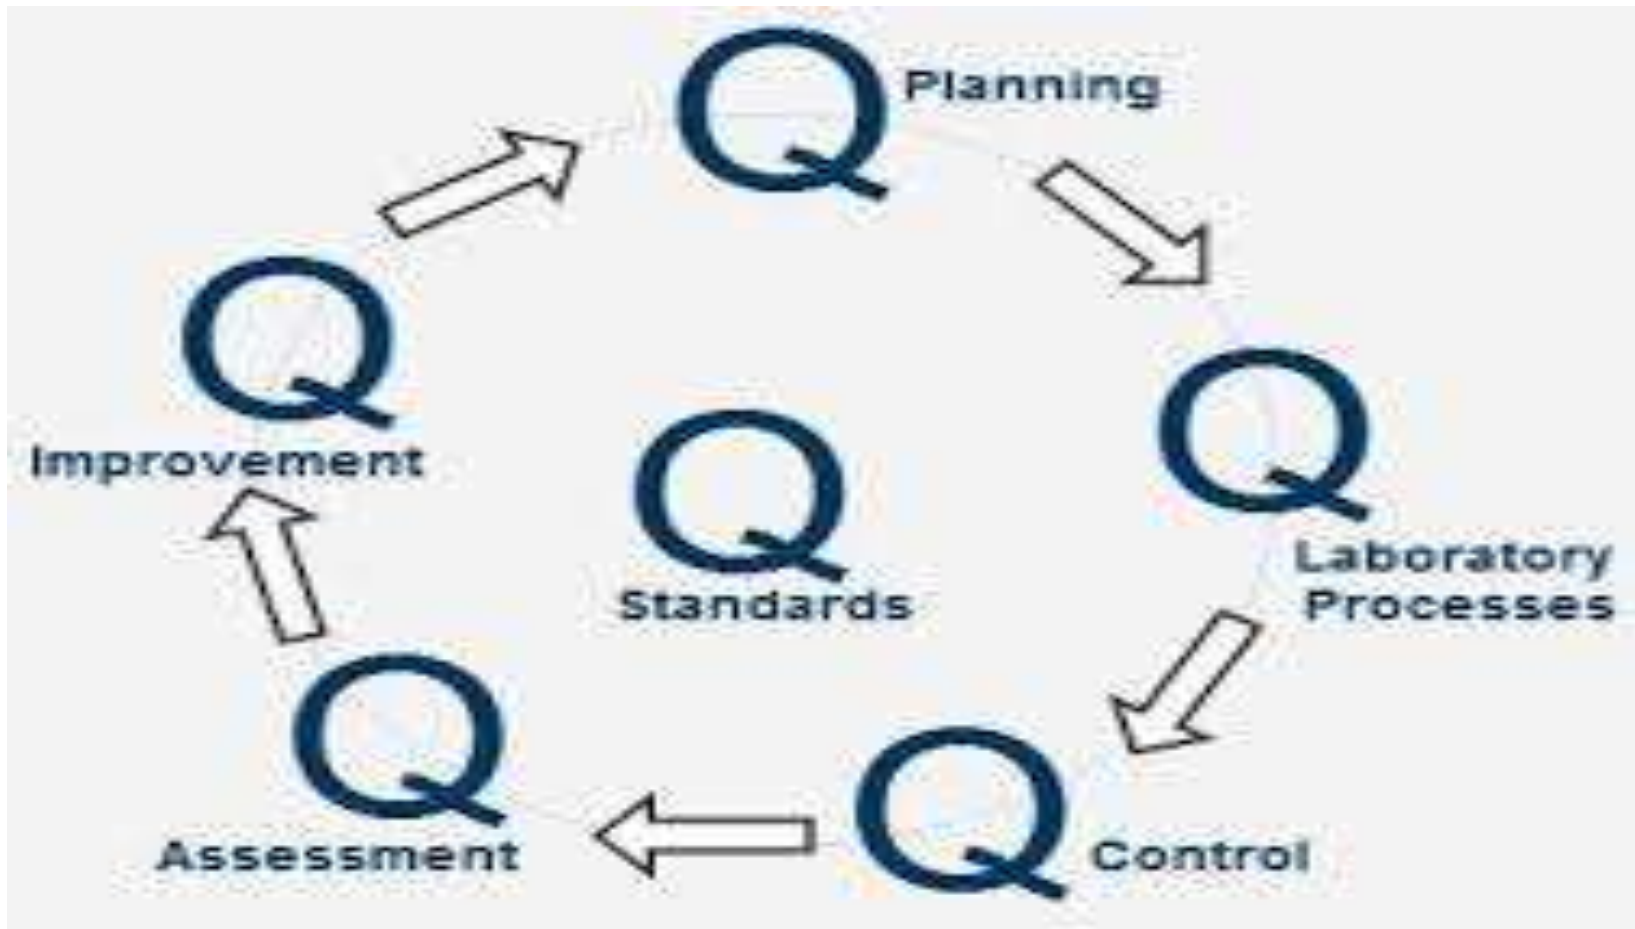 Q Planning
Q
Laboratory
Processes
Q Control
Q
Assessment
Q
Improvement
Q
Standards